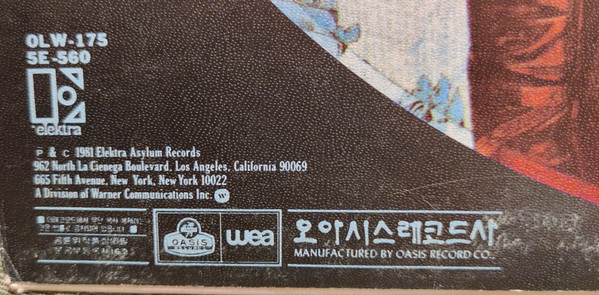 OLW-175
5E-560
elektra
P & C 1981 Elektra Asylum Records
962 North La Cienega Boulevard, Los Angeles, California 90069
665 Fifth Avenue, New York, New York 10022
A Division of Warner Communications Inc.
OASIS
RECORDS
wea
오아시스레코드사
MANUFACTURED BY OASIS RECORD CO.,